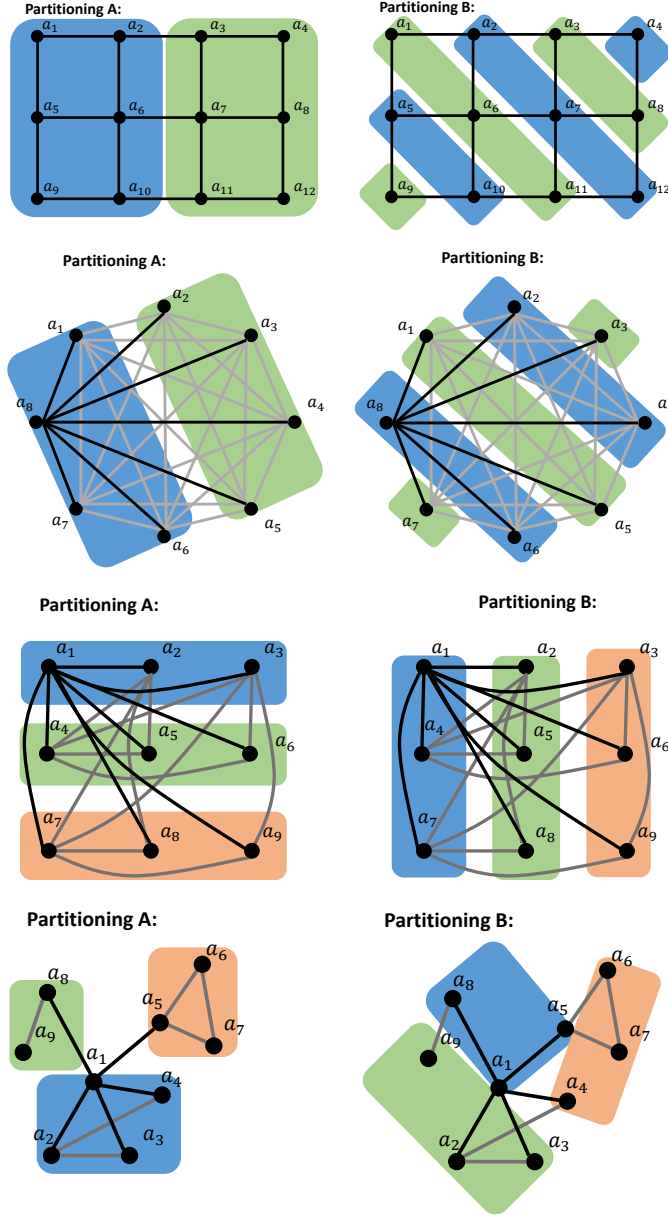 Partitioning A:
a1 a2 a3 a4
a5 a6 a7 a8
a9 a10 a11 a12
Partitioning B:
a1 a2 a3 a4
a5 a6 a7 a8
a9 a10 a11 a12
Partitioning A:
a2
a1 a3
a8 a4
a7 a5
a6
Partitioning B:
a2
a1 a3
a8 a
a7 a5
a6
Partitioning A:
a1 a2 a3
a4 a5 a6
a7 a8 a9
Partitioning B:
a1 a2 a3
a4 a5 a6
a7 a8 a9
Partitioning A:
a6
a8
a5
a7
a9
a1
a4
a2 a3
Partitioning B:
a6
a8
a5
a7
a9
a1
a4
a2 a3